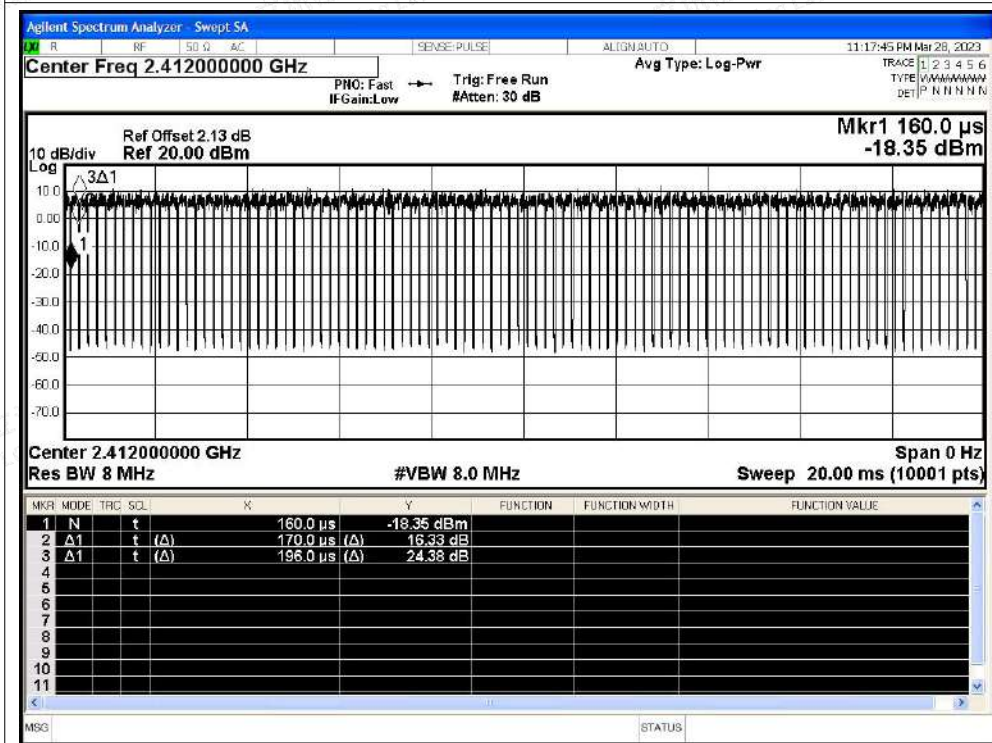 Agilent Spectrum Analyzer - Swept SA
LXI R RF 50 Ω AC SENSE:PULSE ALIGN AUTO 11:17:45 PM Mar 28, 2023
Center Freq 2.412000000 GHz Avg Type: Log-Pwr TRACE 1 2 3 4 5 6
PNO: Fast Trig: Free Run TYPE
IFGain:Low #Atten: 30 dB DET P N N N N N
Ref Offset 2.13 dB Mkr1 160.0 µs
10 dB/div Ref 20.00 dBm -18.35 dBm
Log
3Δ1
10.0
0.00
1
-10.0
-20.0
-30.0
-40.0
-50.0
-60.0
-70.0
Center 2.412000000 GHz Span 0 Hz
Res BW 8 MHz #VBW 8.0 MHz Sweep 20.00 ms (10001 pts)
MKR MODE TRC SCL X Y FUNCTION FUNCTION WIDTH FUNCTION VALUE
1 N t 160.0 µs -18.35 dBm
2 Δ1 t (Δ) 170.0 µs (Δ) 16.33 dB
3 Δ1 t (Δ) 196.0 µs (Δ) 24.38 dB
4
5
6
7
8
9
10
11
MSG STATUS